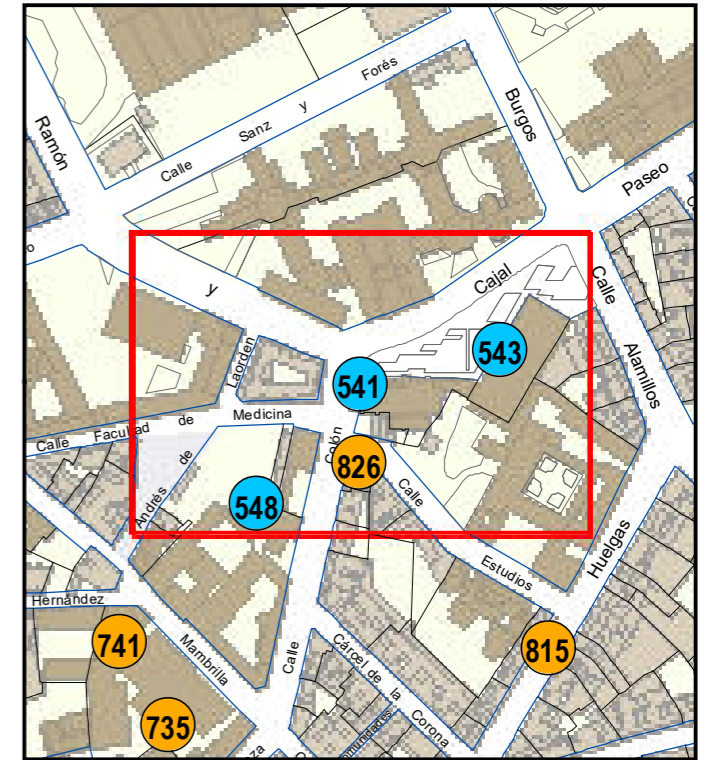 Ramón
Calle Sanz y Forés
Burgos
Paseo
y
Cajal
Calle
Alamillos
Laorden
541
543
Calle Facultad de Medicina
Andrés de
548
Colón
826
Calle
Estudios
Huelgas
Hernández
741
735
Mambrilla
Calle
Cárcel de la Corona
815